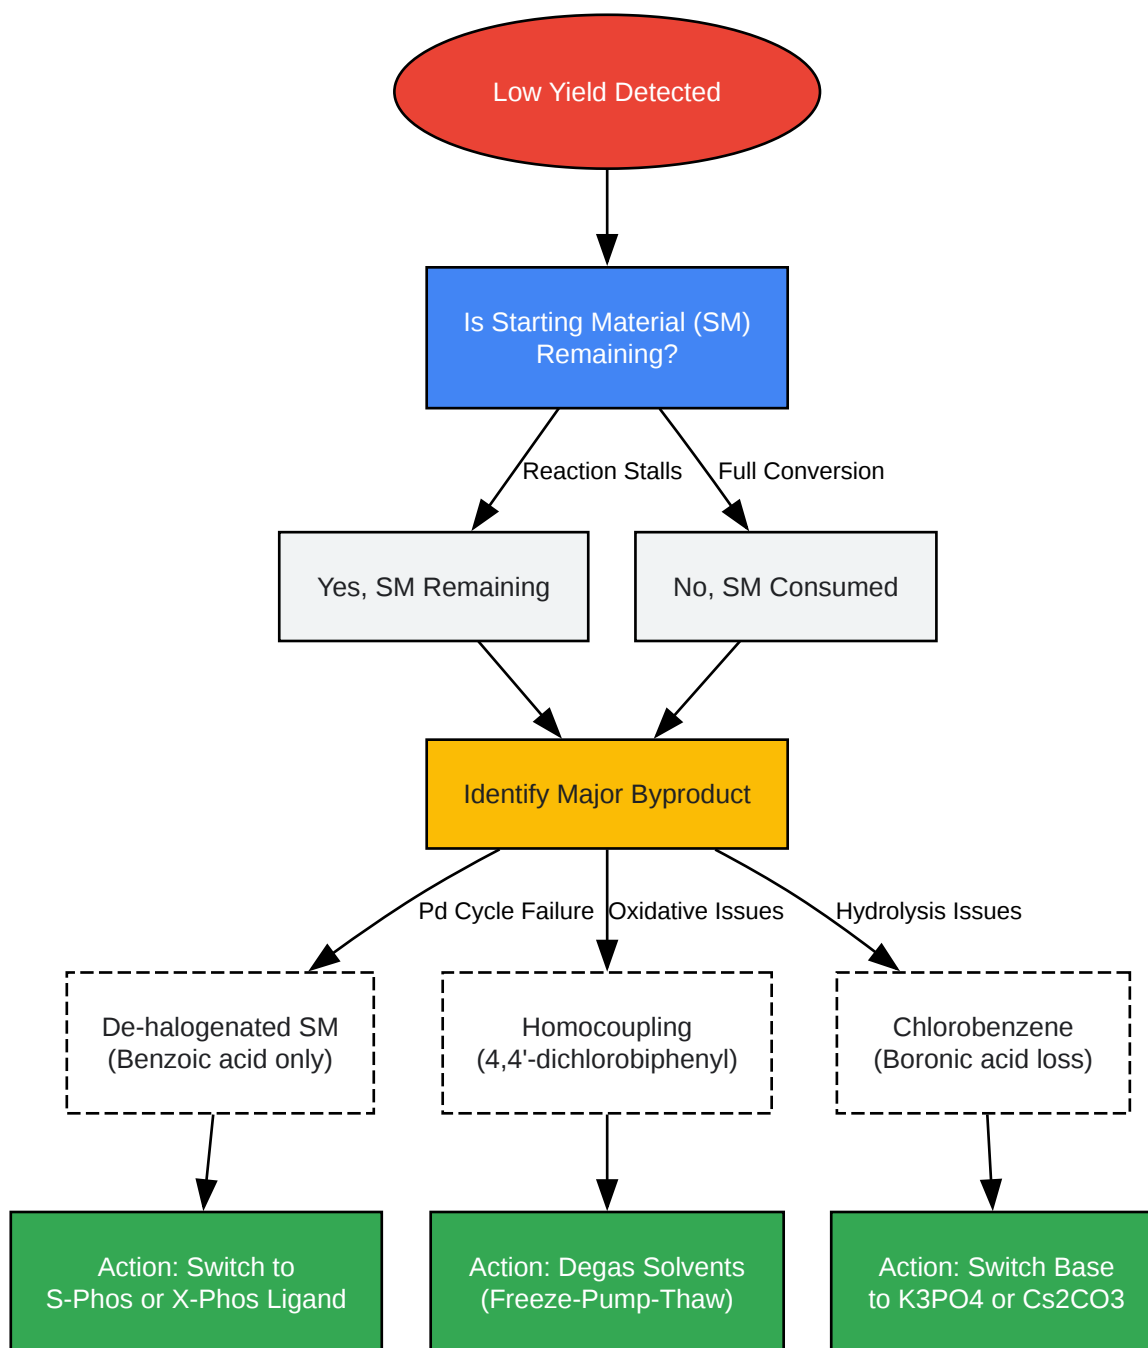 Low Yield Detected
Is Starting Material (SM)
Remaining?
Reaction Stalls
Full Conversion
Yes, SM Remaining
No, SM Consumed
Identify Major Byproduct
Pd Cycle Failure
Oxidative Issues
Hydrolysis Issues
De-halogenated SM
(Benzoic acid only)
Homocoupling
(4,4'-dichlorobiphenyl)
Chlorobenzene
(Boronic acid loss)
Action: Switch to
S-Phos or X-Phos Ligand
Action: Degas Solvents
(Freeze-Pump-Thaw)
Action: Switch Base
to K3PO4 or Cs2CO3